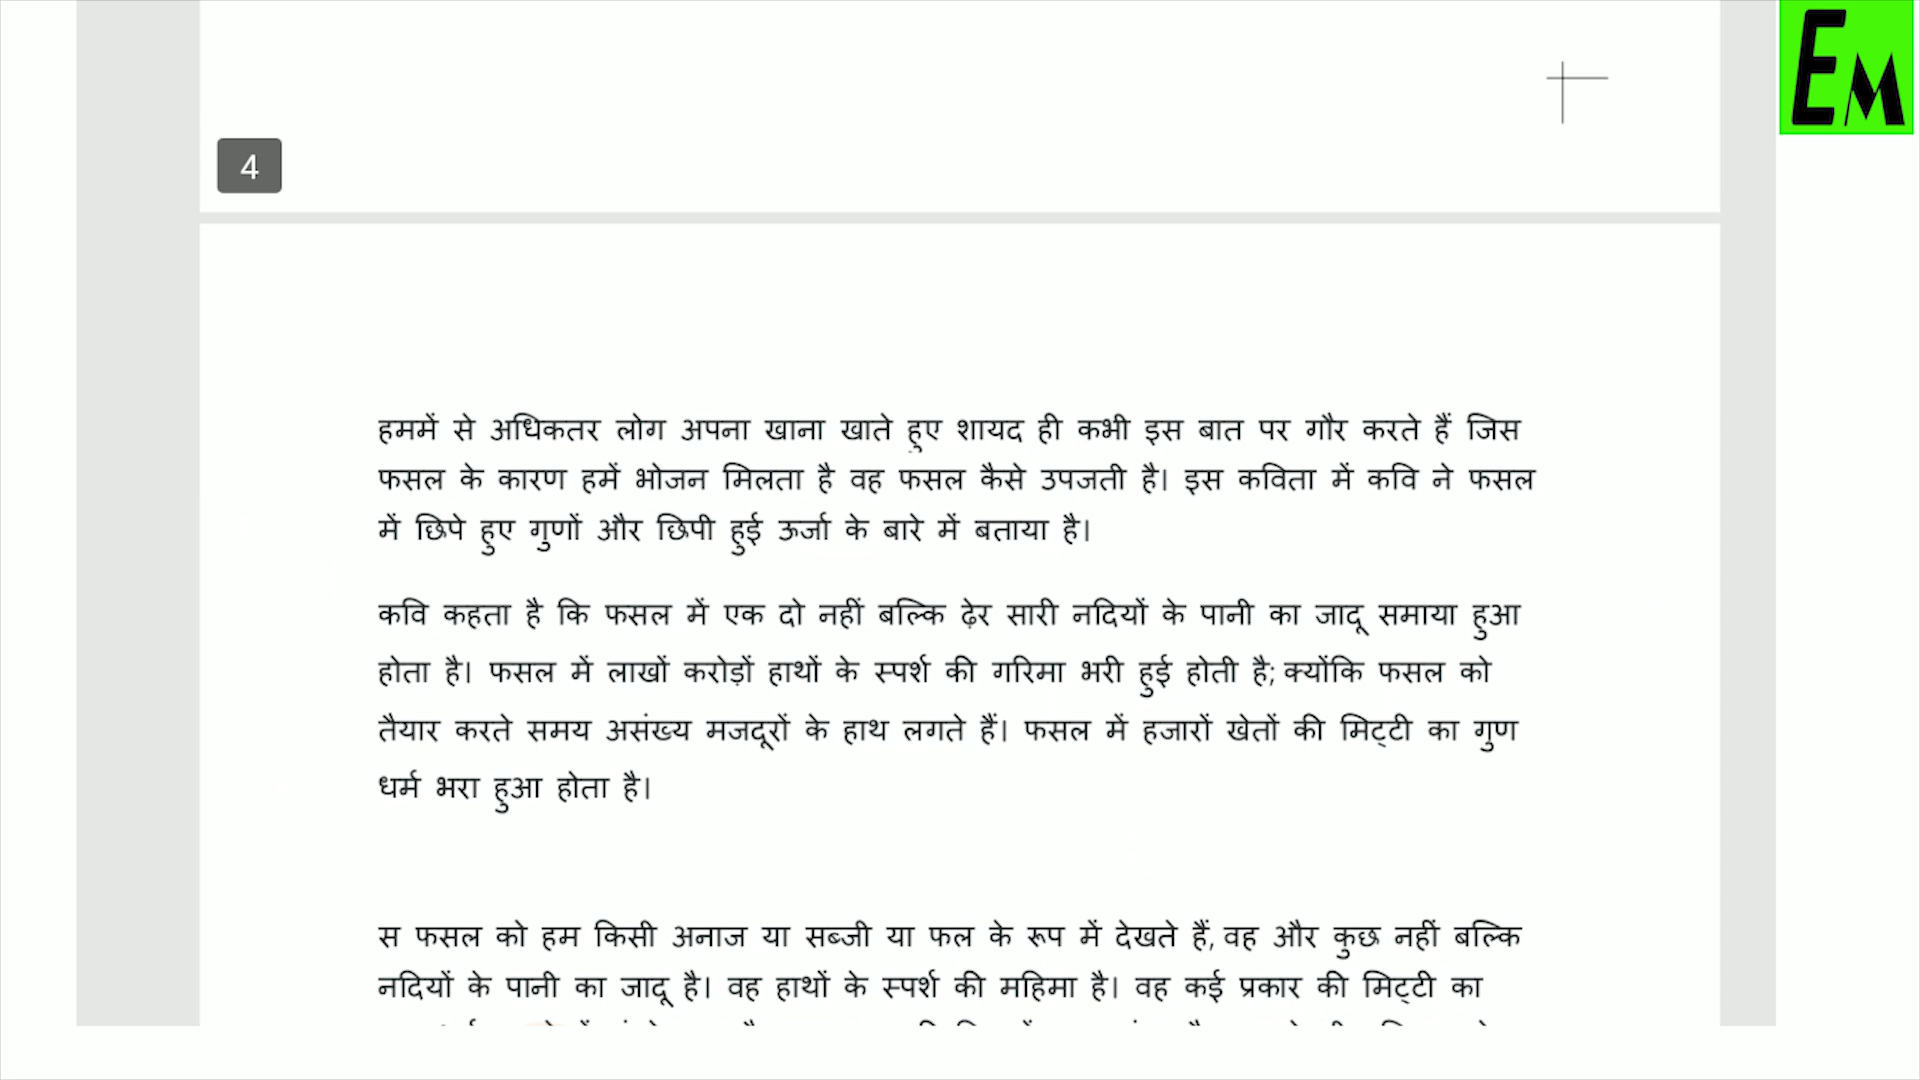 EM
4
हममें से अधिकतर लोग अपना खाना खाते हुए शायद ही कभी इस बात पर गौर करते हैं जिस
फसल के कारण हमें भोजन मिलता है वह फसल कैसे उपजती है। इस कविता में कवि ने फसल
में छिपे हुए गुणों और छिपी हुई ऊर्जा के बारे में बताया है।
कवि कहता है कि फसल में एक दो नहीं बल्कि ढ़ेर सारी नदियों के पानी का जादू समाया हुआ
होता है। फसल में लाखों करोड़ों हाथों के स्पर्श की गरिमा भरी हुई होती है; क्योंकि फसल को
तैयार करते समय असंख्य मजदूरों के हाथ लगते हैं। फसल में हजारों खेतों की मिट्टी का गुण
धर्म भरा हुआ होता है।
स फसल को हम किसी अनाज या सब्जी या फल के रूप में देखते हैं, वह और कुछ नहीं बल्कि
नदियों के पानी का जादू है। वह हाथों के स्पर्श की महिमा है। वह कई प्रकार की मिट्टी का